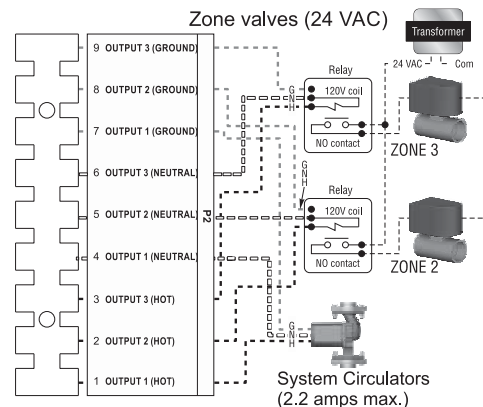 Zone valves (24 VAC)
Transformer
24 VAC
Com
9 OUTPUT 3 (GROUND)
8 OUTPUT 2 (GROUND)
7 OUTPUT 1 (GROUND)
6 OUTPUT 3 (NEUTRAL)
5 OUTPUT 2 (NEUTRAL)
4 OUTPUT 1 (NEUTRAL)
3 OUTPUT 3 (HOT)
2 OUTPUT 2 (HOT)
1 OUTPUT 1 (HOT)
P2
Relay
G
N
H
120V coil
NO contact
ZONE 3
Relay
G
N
H
120V coil
NO contact
ZONE 2
G
N
H
System Circulators
(2.2 amps max.)